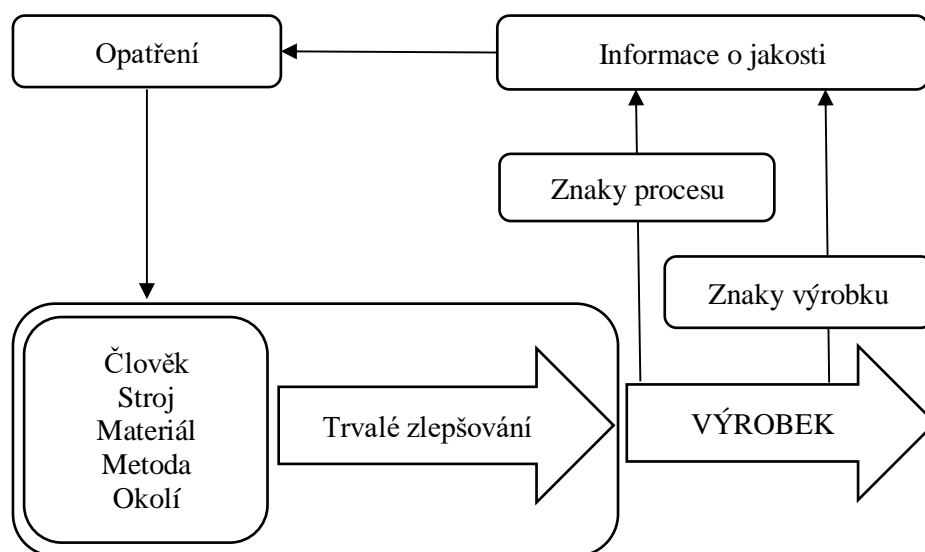 Opatření
Informace o jakosti
Znaky procesu
Znaky výrobku
Člověk
Stroj
Materiál
Metoda
Okolí
Trvalé zlepšování
VÝROBEK